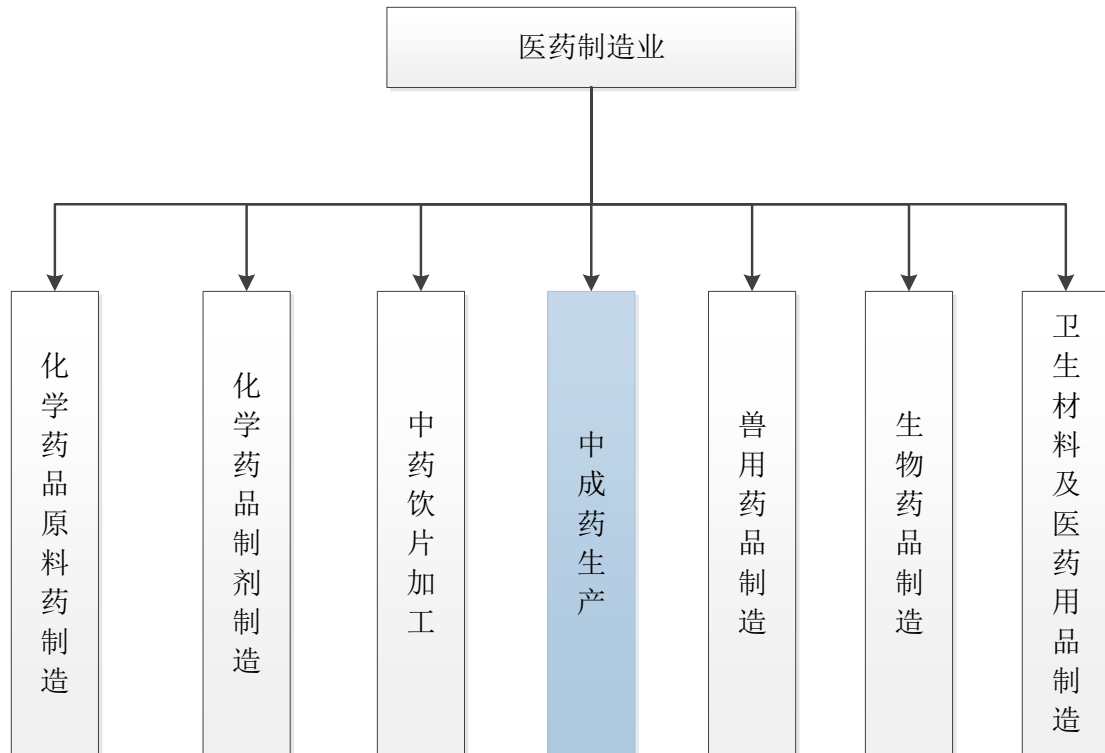 医药制造业
化学药品原料药制造
化学药品制剂制造
中药饮片加工
中成药生产
兽用药品制造
生物药品制造
卫生材料及医药用品制造